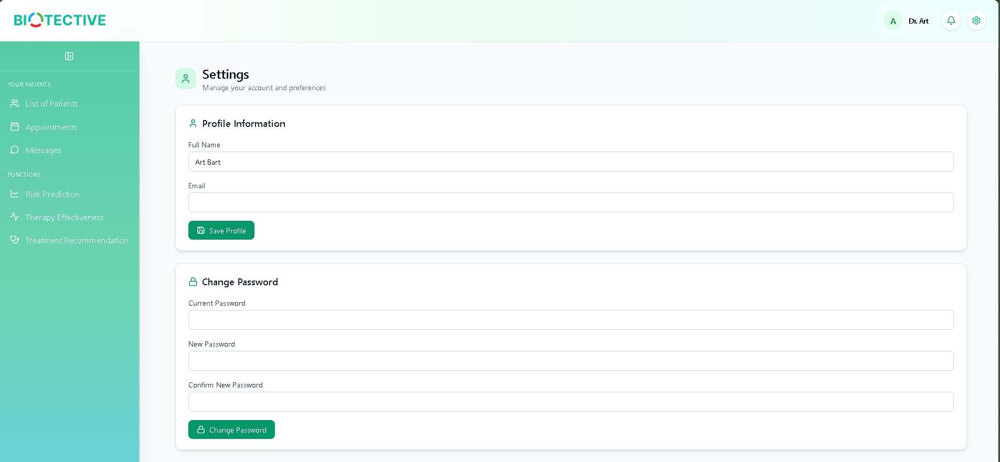 BIOTECTIVE
A
Dr. Art
YOUR PATIENTS
List of Patients
Appointments
Messages
FUNCTIONS
Risk Prediction
Therapy Effectiveness
Treatment Recommendation
Settings
Manage your account and preferences
Profile Information
Full Name
Art Bart
Email
Save Profile
Change Password
Current Password
New Password
Confirm New Password
Change Password